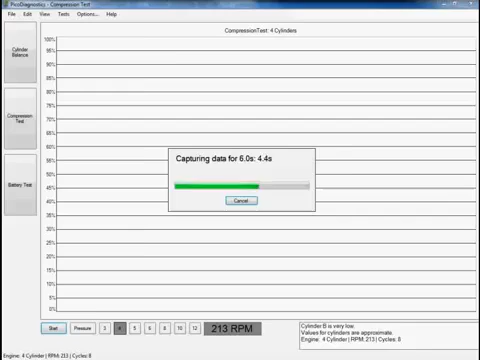 PicoDiagnostics - Compression Test
File Edit View Tests Options... Help
CompressionTest: 4 Cylinders
Cylinder Balance
Compression Test
Battery Test
100%
95%
90%
85%
80%
75%
70%
65%
60%
55%
50%
45%
40%
35%
30%
25%
20%
15%
10%
5%
0%
Capturing data for 6.0s: 4.4s
Cancel
Start Pressure 3 4 5 6 8 10 12 213 RPM
Cylinder B is very low
Values for cylinders are approximate.
Engine: 4 Cylinder | RPM: 213 | Cycles: 8
Engine: 4 Cylinder | RPM: 213 | Cycles: 8